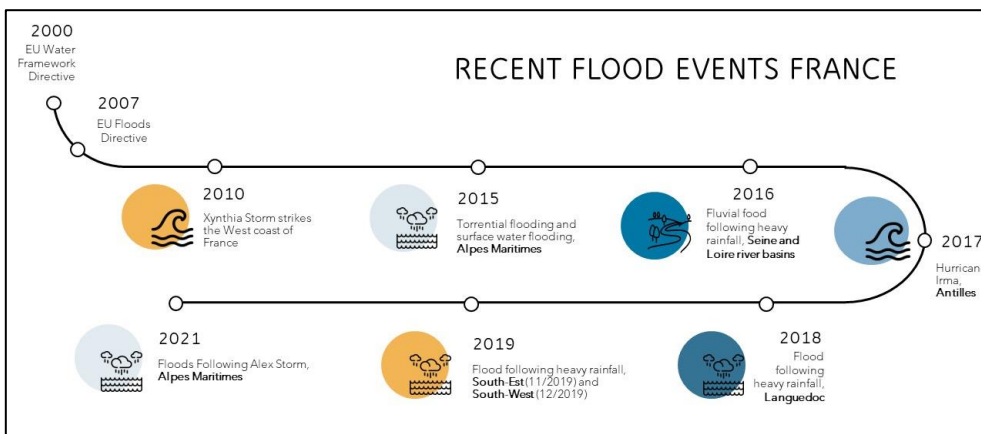 RECENT FLOOD EVENTS FRANCE
2000
EU Water
Framework
Directive
2007
EU Floods
Directive
2010
Xynthia Storm strikes
the West coast of
France
2015
Torrential flooding and
surface water flooding,
Alpes Maritimes
2016
Fluvial food
following heavy
rainfall, Seine and
Loire river basins
2017
Hurrican
Irma,
Antilles
2018
Flood
following
heavy rainfall,
Languedoc
2019
Flood following heavy rainfall,
South-Est (11/2019) and
South-West (12/2019)
2021
Floods Following Alex Storm,
Alpes Maritimes